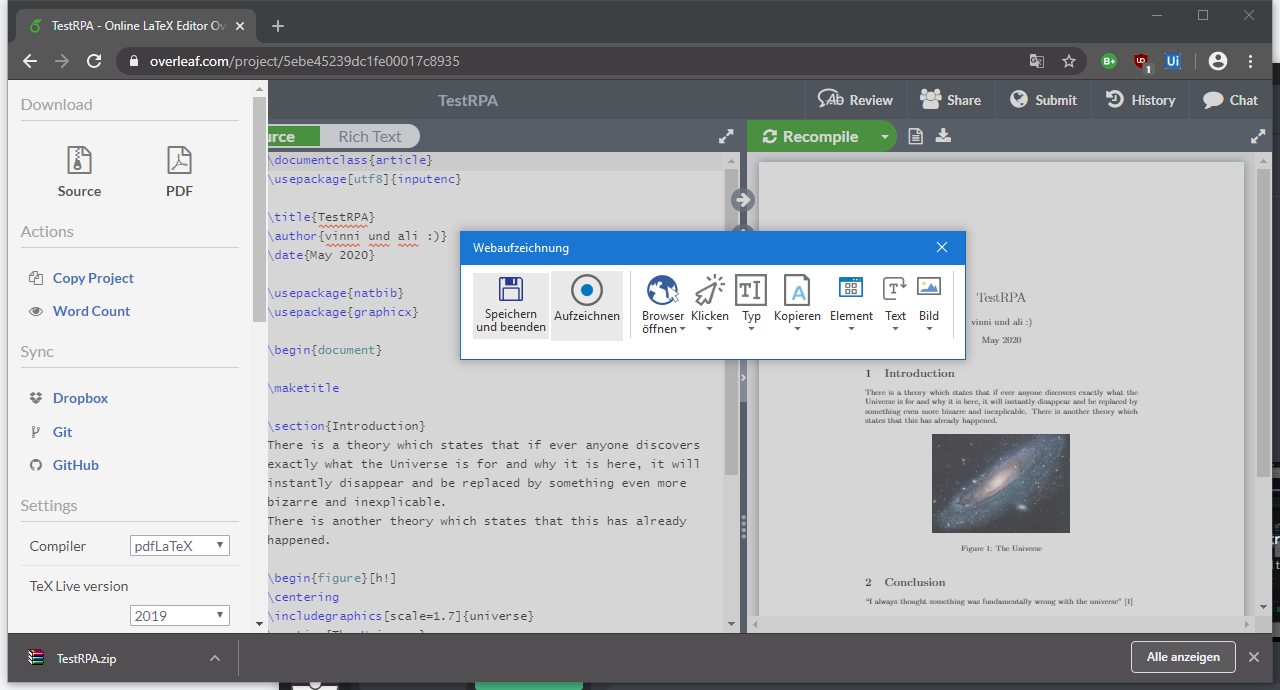 TestRPA - Online LaTeX Editor Ov
overleaf.com/project/5ebe45239dc1fe00017c8935
B+
UD
1
Ui
Download
Source
PDF
Actions
Copy Project
Word Count
Sync
Dropbox
Git
GitHub
Settings
Compiler
pdfLaTeX
TeX Live version
2019
TestRPA
Review
Share
Submit
History
Chat
urce
Rich Text
Recompile
\documentclass{article}
\usepackage[utf8]{inputenc}
\title{TestRPA}
\author{vinni und ali :)}
\date{May 2020}
\usepackage{natbib}
\usepackage{graphicx}
\begin{document}
\maketitle
\section{Introduction}
There is a theory which states that if ever anyone discovers
exactly what the Universe is for and why it is here, it will
instantly disappear and be replaced by something even more
bizarre and inexplicable.
There is another theory which states that this has already
happened.
\begin{figure}[h!]
\centering
\includegraphics[scale=1.7]{universe}
Webaufzeichnung
Speichern
und beenden
Aufzeichnen
Browser
öffnen
Klicken
Typ
Kopieren
Element
Text
Bild
TestRPA
vinni und ali :)
May 2020
1 Introduction
There is a theory which states that if ever anyone discovers exactly what the
Universe is for and why it is here, it will instantly disappear and be replaced by
something even more bizarre and inexplicable. There is another theory which
states that this has already happened.
Figure 1: The Universe
2 Conclusion
“I always thought something was fundamentally wrong with the universe” [1]
TestRPA.zip
Alle anzeigen